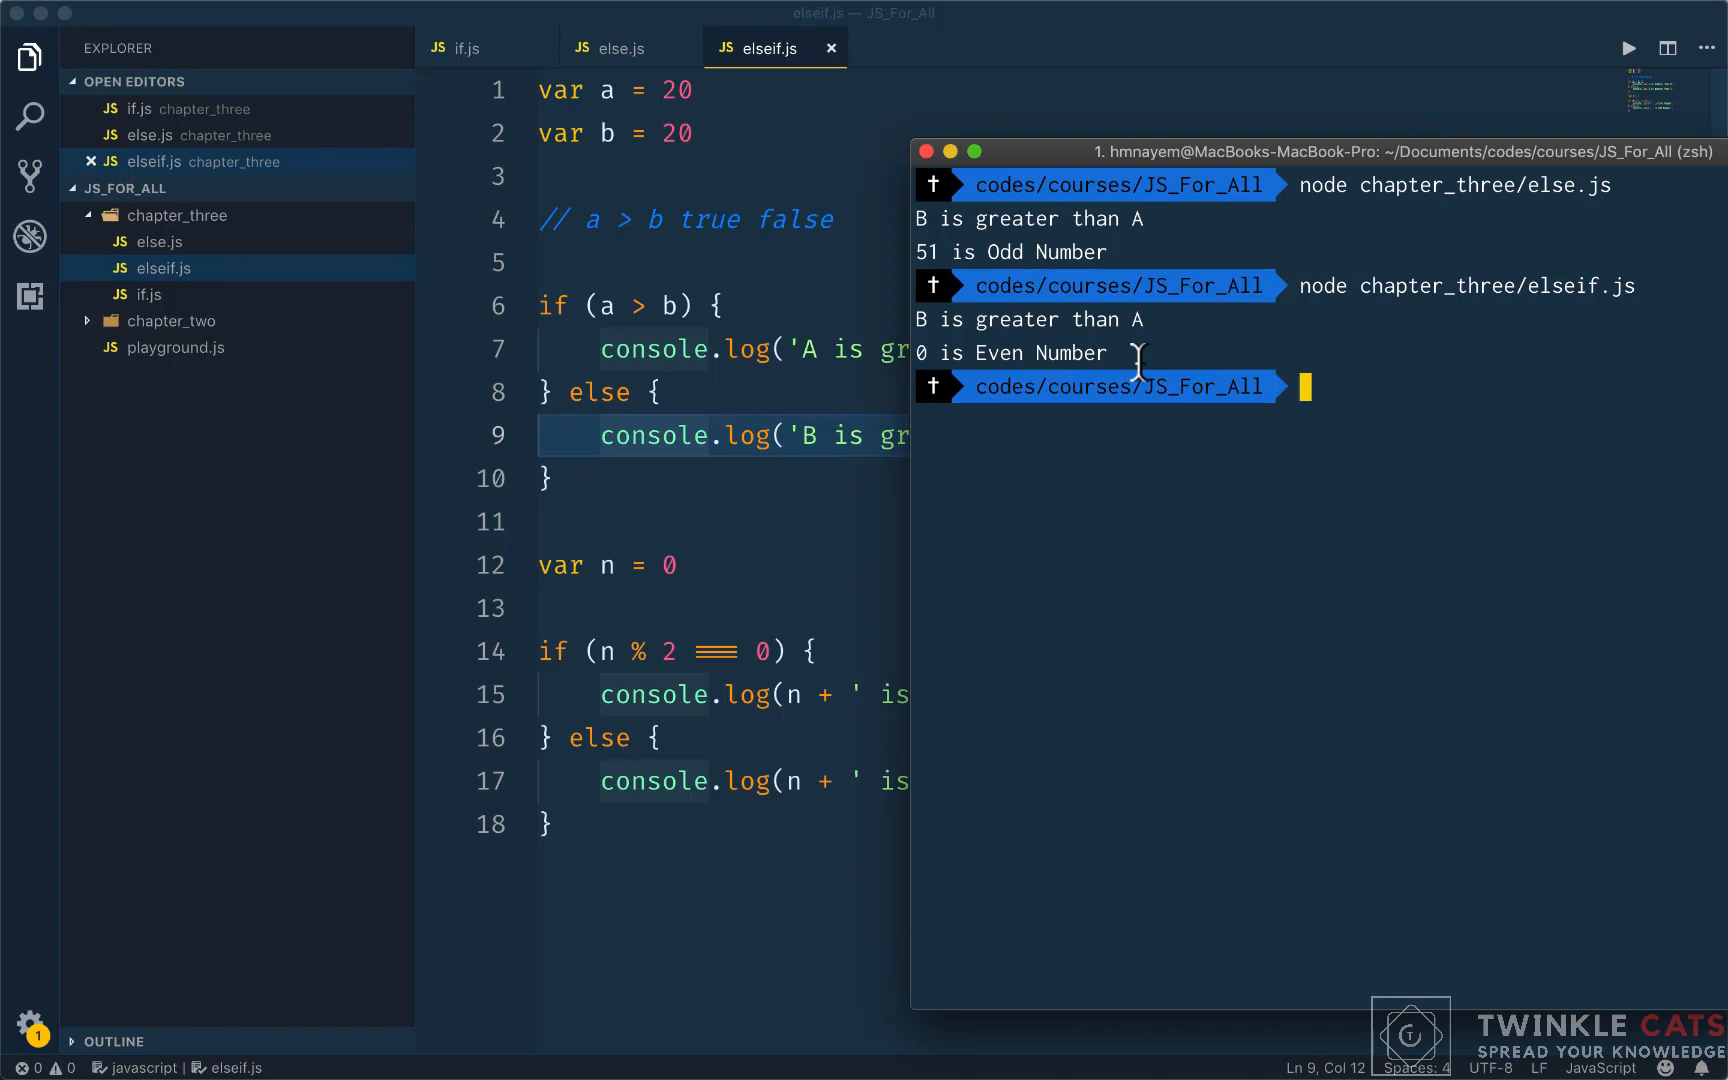 elseif.js — JS_For_All
EXPLORER
OPEN EDITORS
JS if.js chapter_three
JS else.js chapter_three
JS elseif.js chapter_three
JS_FOR_ALL
chapter_three
JS else.js
JS elseif.js
JS if.js
chapter_two
JS playground.js
OUTLINE
JS if.js
JS else.js
JS elseif.js
1 var a = 20
2 var b = 20
3
4 // a > b true false
5
6 if (a > b) {
7 console.log('A is gr
8 } else {
9 console.log('B is gr
10 }
11
12 var n = 0
13
14 if (n % 2 === 0) {
15 console.log(n + ' is
16 } else {
17 console.log(n + ' is
18 }
1. hmnayem@MacBooks-MacBook-Pro: ~/Documents/codes/courses/JS_For_All (zsh)
codes/courses/JS_For_All node chapter_three/else.js
B is greater than A
51 is Odd Number
codes/courses/JS_For_All node chapter_three/elseif.js
B is greater than A
0 is Even Number
codes/courses/JS_For_All
TWINKLE CATS
SPREAD YOUR KNOWLEDGE
1
0 0 javascript | elseif.js
Ln 9, Col 12 Spaces: 4 UTF-8 LF JavaScript